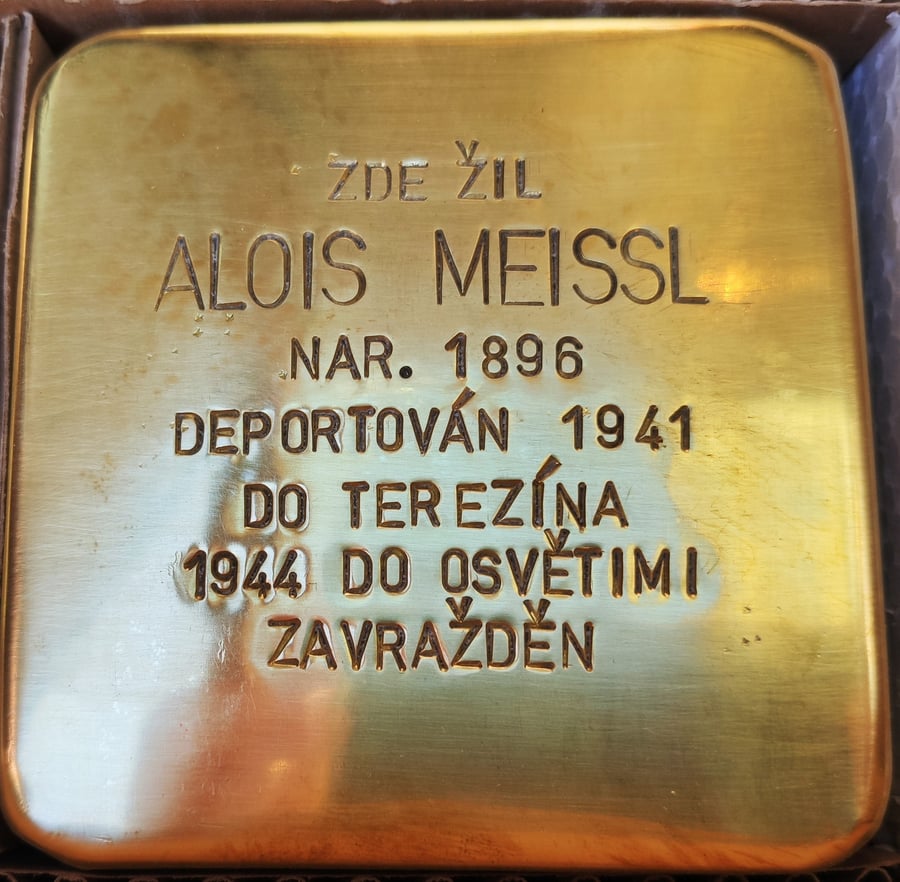 ZDE ŽIL
ALOIS MEISSL
NAR. 1896
DEPORTOVÁN 1941
DO TEREZÍNA
1944 DO OSVĚTIMI
ZAVRAŽDĚN